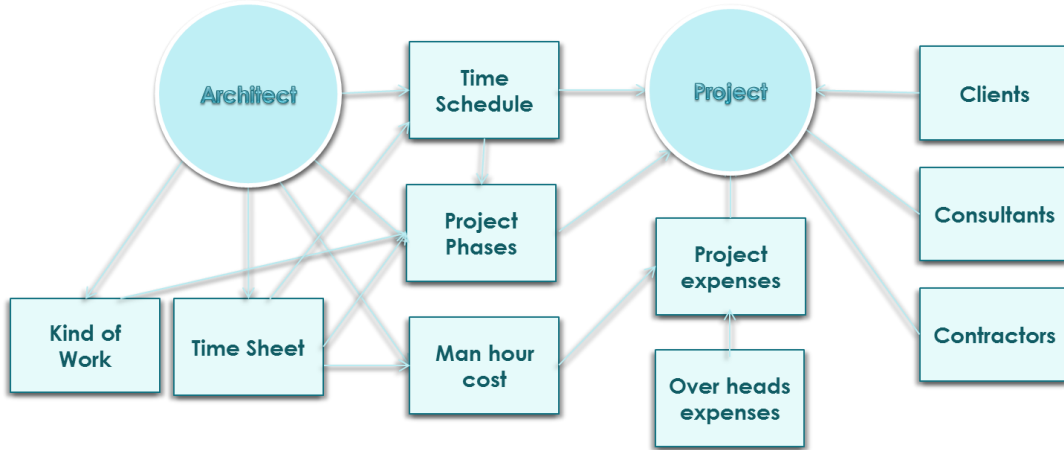 Architect
Time
Schedule
Project
Clients
Project
Phases
Consultants
Project
expenses
Kind of
Work
Time Sheet
Man hour
cost
Contractors
Over heads
expenses